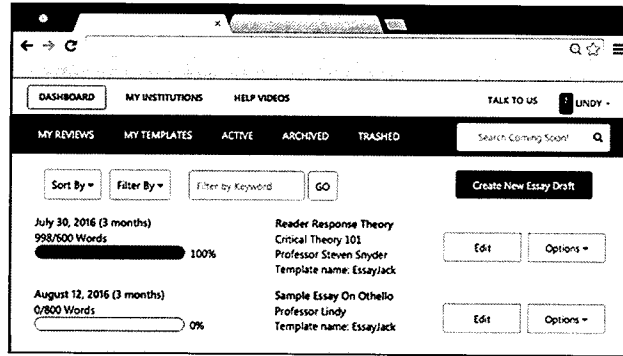 DASHBOARD MY INSTITUTIONS HELP VIDEOS TALK TO US LINDY
MY REVIEWS MY TEMPLATES ACTIVE ARCHIVED TRASHED Search Coming Soon!
Sort By Filter By Filter by Keyword GO Create New Essay Draft
July 30, 2016 (3 months) Reader Response Theory
998/600 Words Critical Theory 101
100% Professor Steven Snyder Edit Options
Template name: EssayJack
August 12, 2016 (3 months) Sample Essay On Othello
0/800 Words Professor Lindy Edit Options
0% Template name: EssayJack